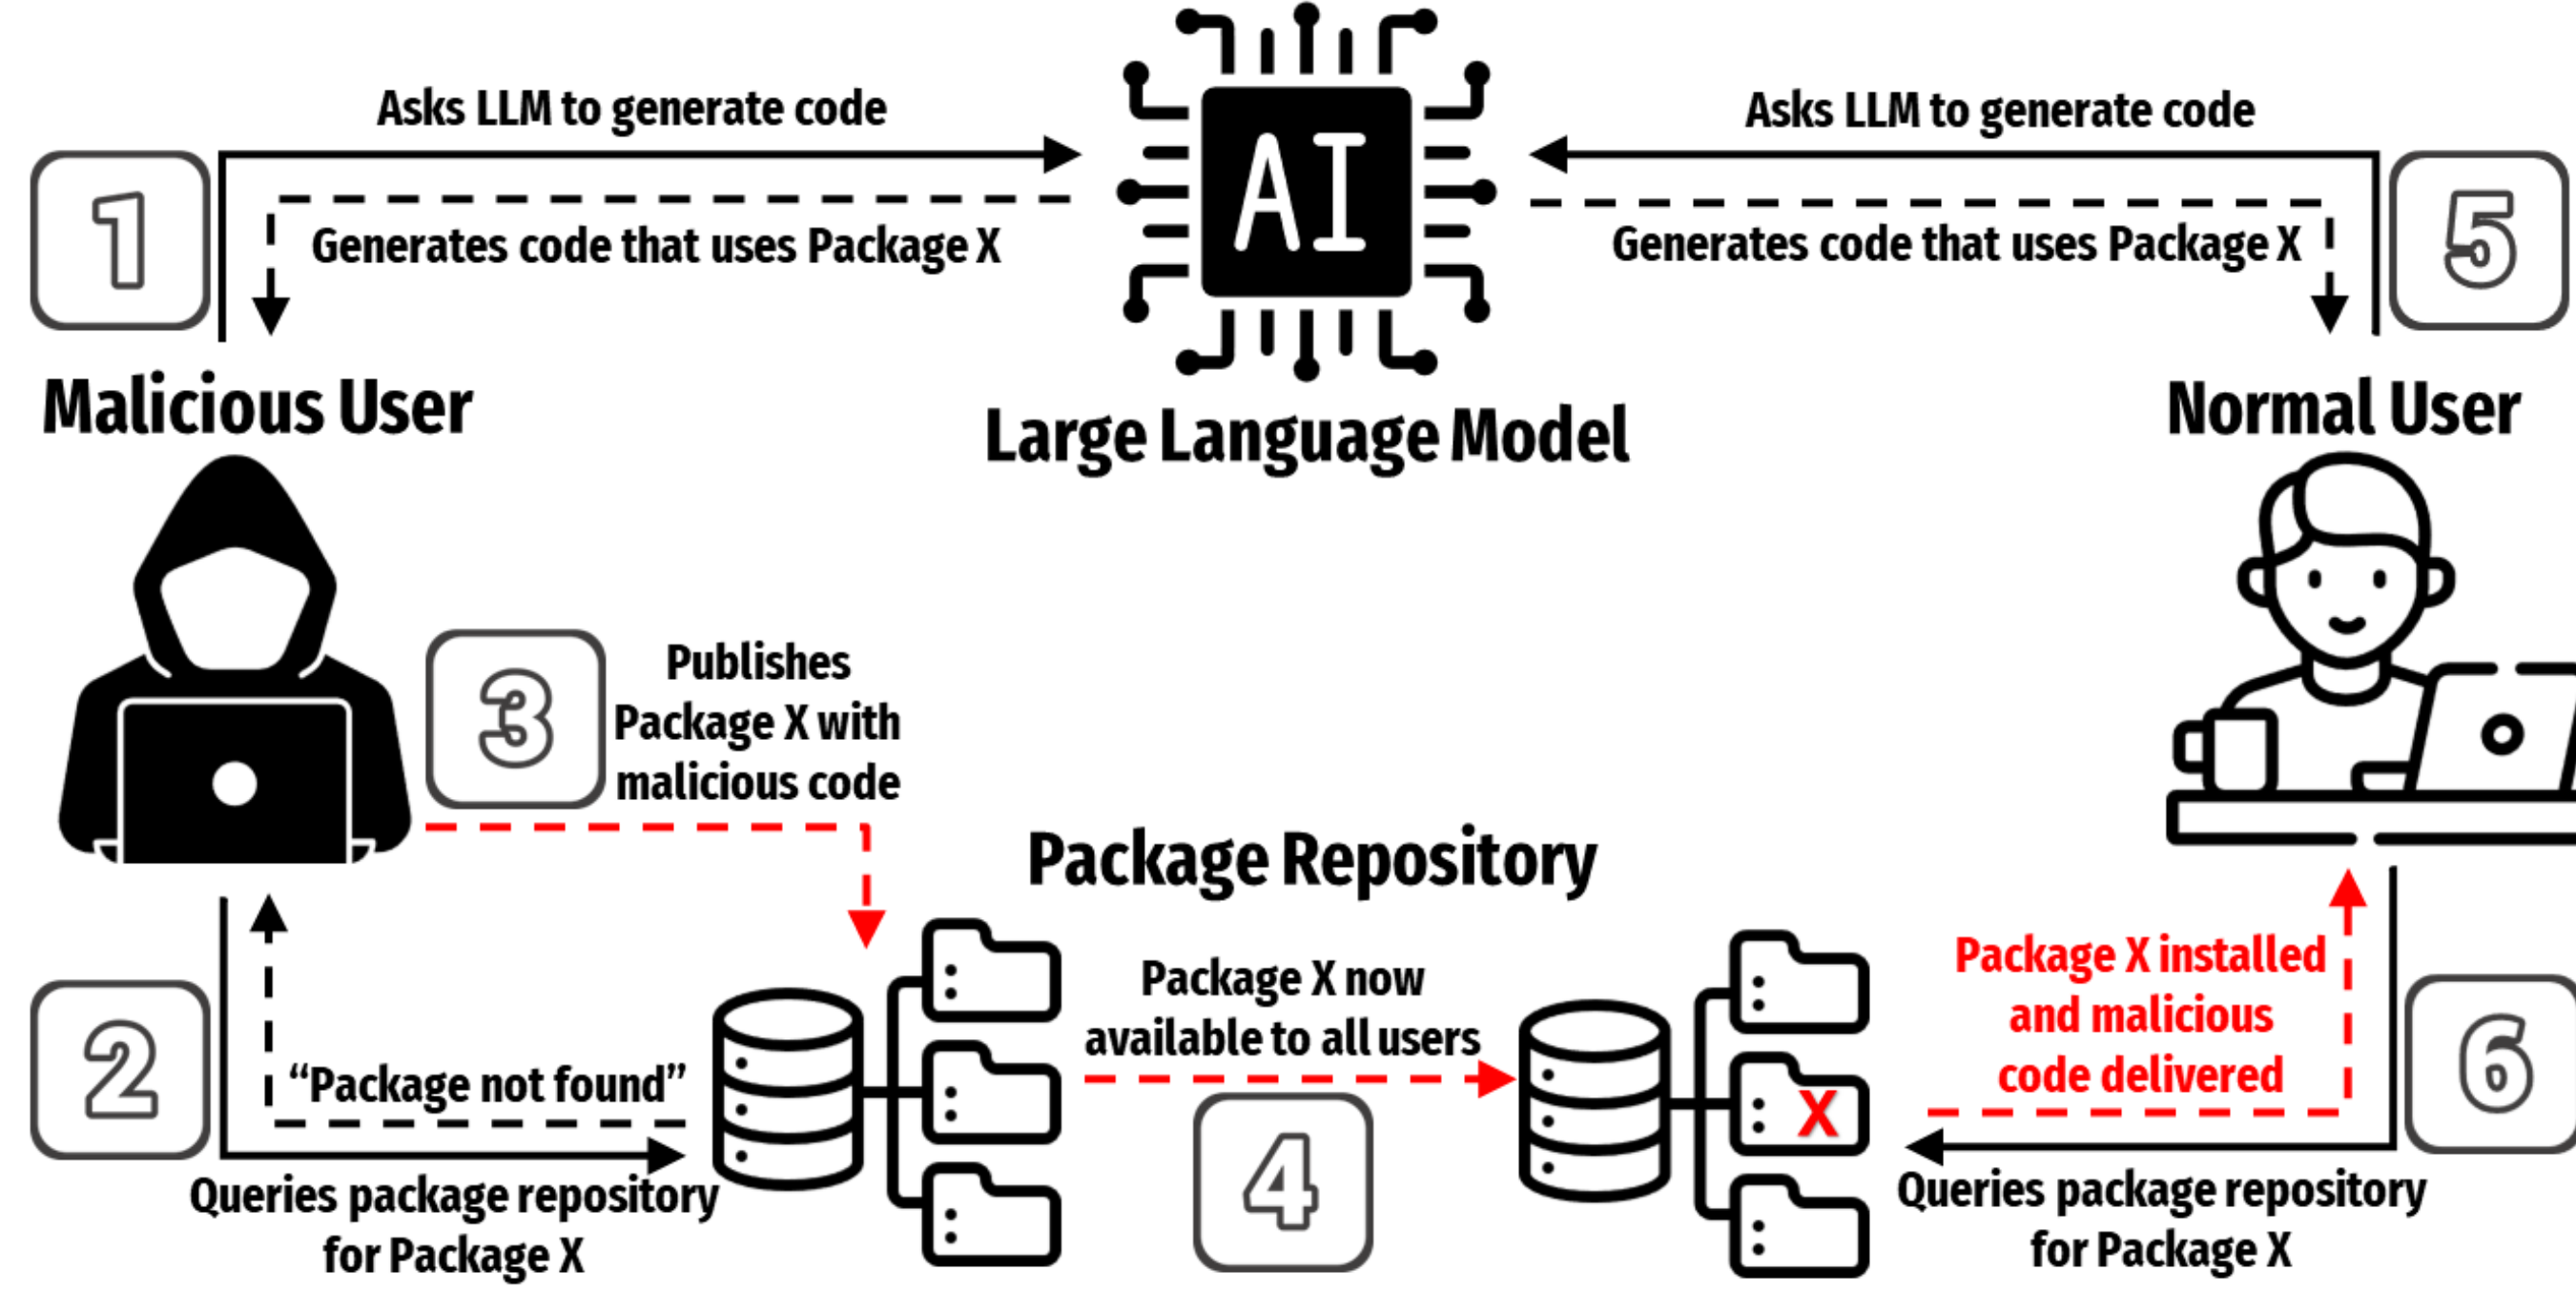 Asks LLM to generate code
1
Generates code that uses Package X
Malicious User
AI
Large Language Model
Asks LLM to generate code
5
Generates code that uses Package X
Normal User
3
Publishes
Package X with
malicious code
2
“Package not found”
Queries package repository
for Package X
Package Repository
Package X now
available to all users
4
X
Package X installed
and malicious
code delivered
6
Queries package repository
for Package X